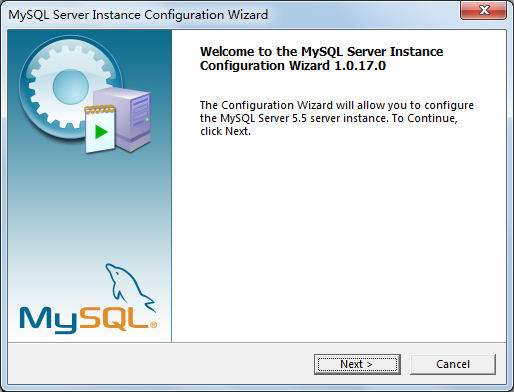 MySQL Server Instance Configuration Wizard
Welcome to the MySQL Server Instance
Configuration Wizard 1.0.17.0
The Configuration Wizard will allow you to configure
the MySQL Server 5.5 server instance. To Continue,
click Next.
MySQL®
Next >
Cancel